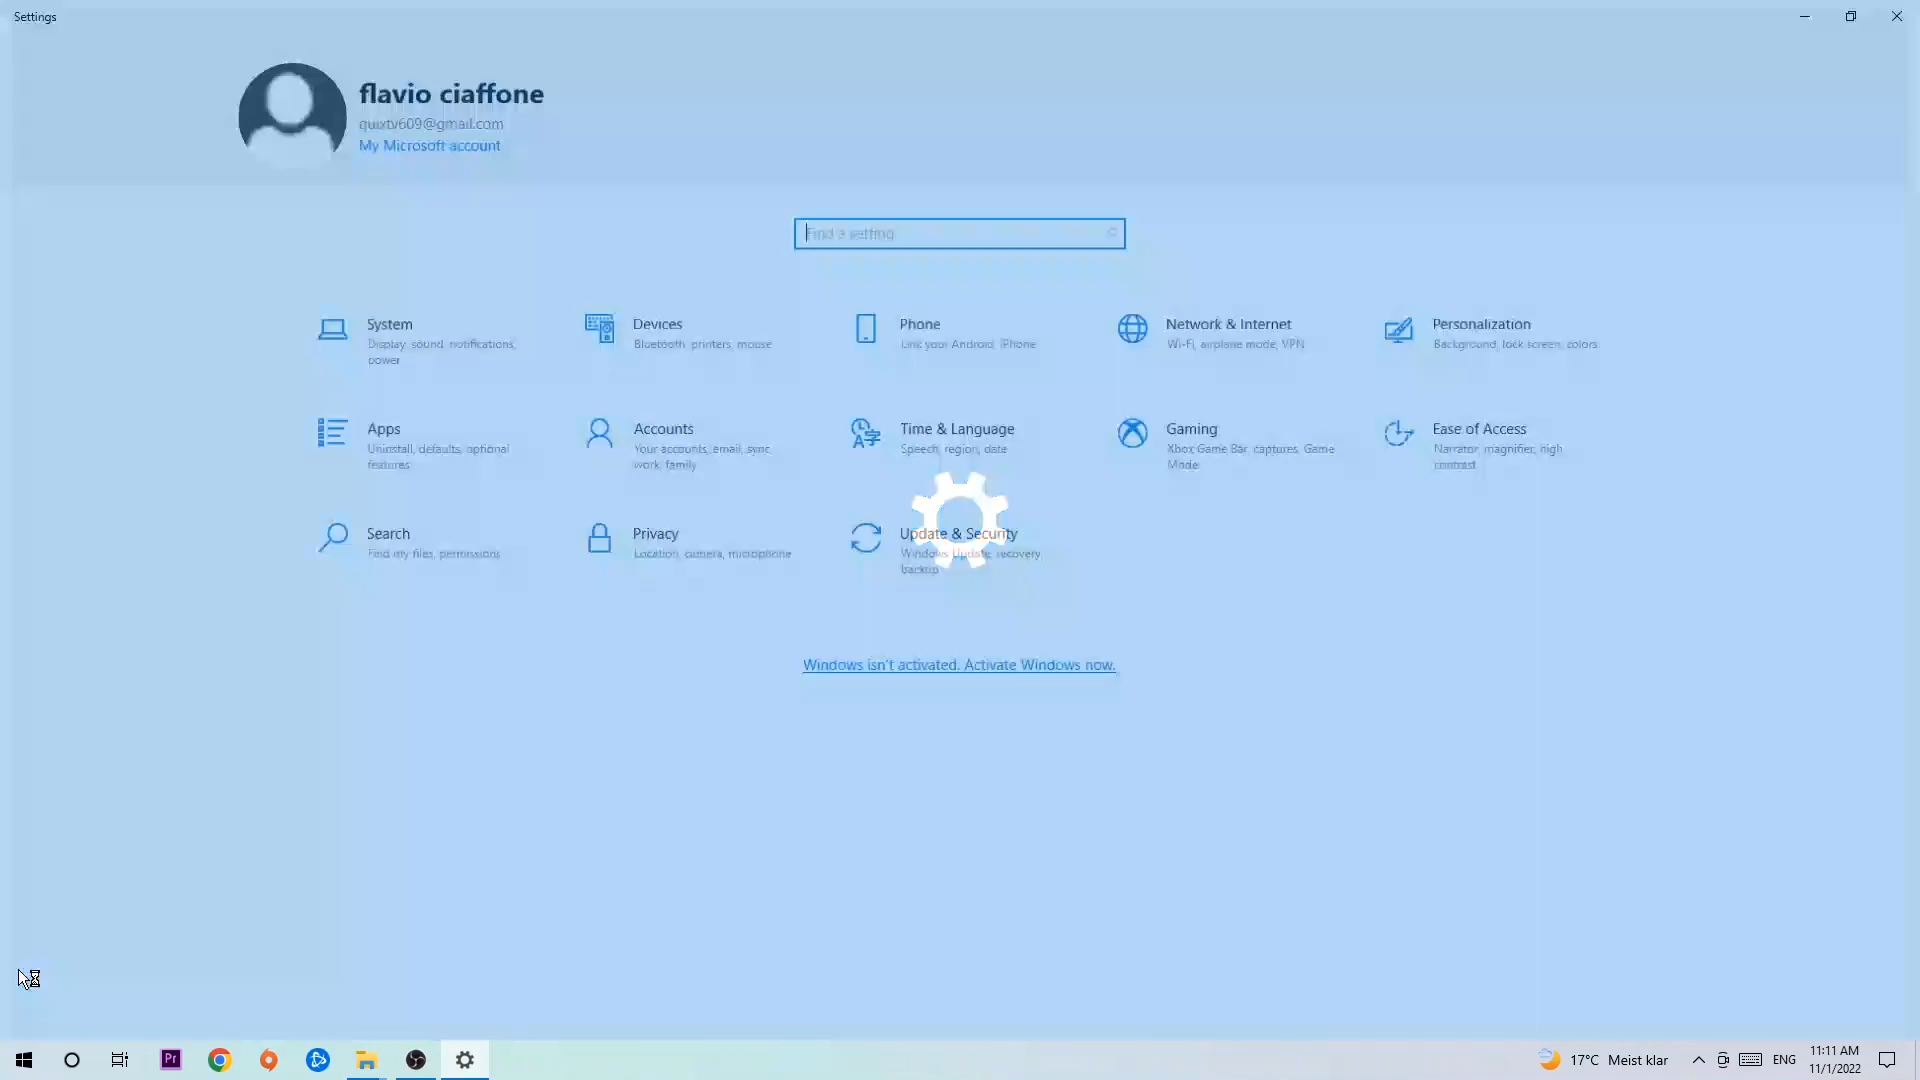 Settings
flavio ciaffone
quixtv609@gmail.com
My Microsoft account
Find a setting
System
Display, sound, notifications,
power
Devices
Bluetooth, printers, mouse
Phone
Link your Android, iPhone
Network & Internet
Wi-Fi, airplane mode, VPN
Personalization
Background, lock screen, colors
Apps
Uninstall, defaults, optional
features
Accounts
Your accounts, email, sync,
work, family
Time & Language
Speech, region, date
Gaming
Xbox Game Bar, captures, Game
Mode
Ease of Access
Narrator, magnifier, high
contrast
Search
Find my files, permissions
Privacy
Location, camera, microphone
Update & Security
Windows Update, recovery,
backup
Windows isn't activated. Activate Windows now.
Pr
17°C Meist klar
ENG
11:11 AM
11/1/2022